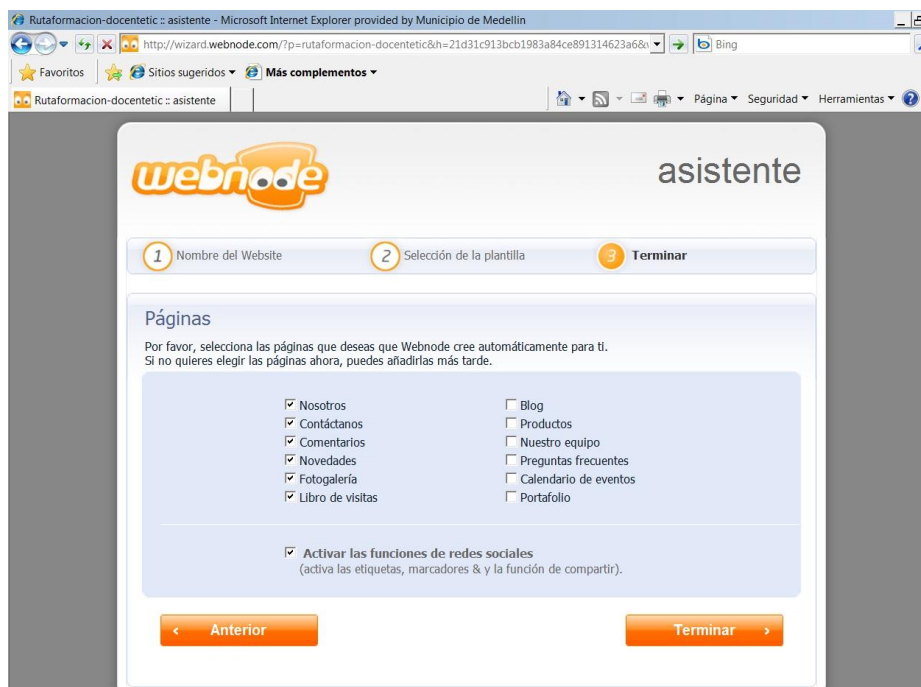 Rutaformacion-docentetic :: asistente - Microsoft Internet Explorer provided by Municipio de Medellin
http://wizard.webnode.com/?p=rutaformacion-docentetic&h=21d31c913bcb1983a84ce891314623a6&
Bing
Favoritos Sitios sugeridos Más complementos
Rutaformacion-docentetic :: asistente
Página Seguridad Herramientas
webnode
asistente
1 Nombre del Website 2 Selección de la plantilla 3 Terminar
Páginas
Por favor, selecciona las páginas que deseas que Webnode cree automáticamente para ti.
Si no quieres elegir las páginas ahora, puedes añadirlas más tarde.
Nosotros Blog
Contáctanos Productos
Comentarios Nuestro equipo
Novedades Preguntas frecuentes
Fotogalería Calendario de eventos
Libro de visitas Portafolio
Activar las funciones de redes sociales
(activa las etiquetas, marcadores & y la función de compartir).
‹ Anterior Terminar ›